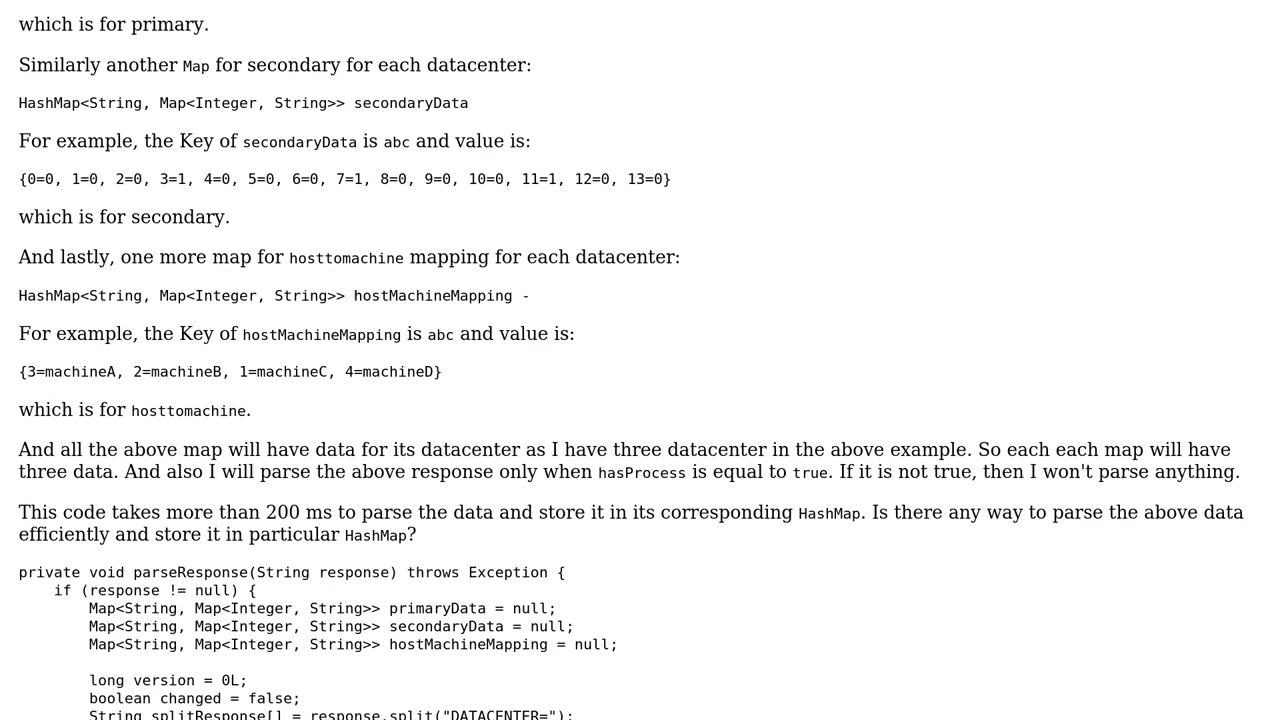 which is for primary.
Similarly another Map for secondary for each datacenter:
HashMap<String, Map<Integer, String>> secondaryData
For example, the Key of secondaryData is abc and value is:
{0=0, 1=0, 2=0, 3=1, 4=0, 5=0, 6=0, 7=1, 8=0, 9=0, 10=0, 11=1, 12=0, 13=0}
which is for secondary.
And lastly, one more map for hosttomachine mapping for each datacenter:
HashMap<String, Map<Integer, String>> hostMachineMapping -
For example, the Key of hostMachineMapping is abc and value is:
{3=machineA, 2=machineB, 1=machineC, 4=machineD}
which is for hosttomachine.
And all the above map will have data for its datacenter as I have three datacenter in the above example. So each each map will have
three data. And also I will parse the above response only when hasProcess is equal to true. If it is not true, then I won't parse anything.
This code takes more than 200 ms to parse the data and store it in its corresponding HashMap. Is there any way to parse the above data
efficiently and store it in particular HashMap?
private void parseResponse(String response) throws Exception {
    if (response != null) {
        Map<String, Map<Integer, String>> primaryData = null;
        Map<String, Map<Integer, String>> secondaryData = null;
        Map<String, Map<Integer, String>> hostMachineMapping = null;
        long version = 0L;
        boolean changed = false;
        String splitResponse[] = response.split("DATACENTER=");